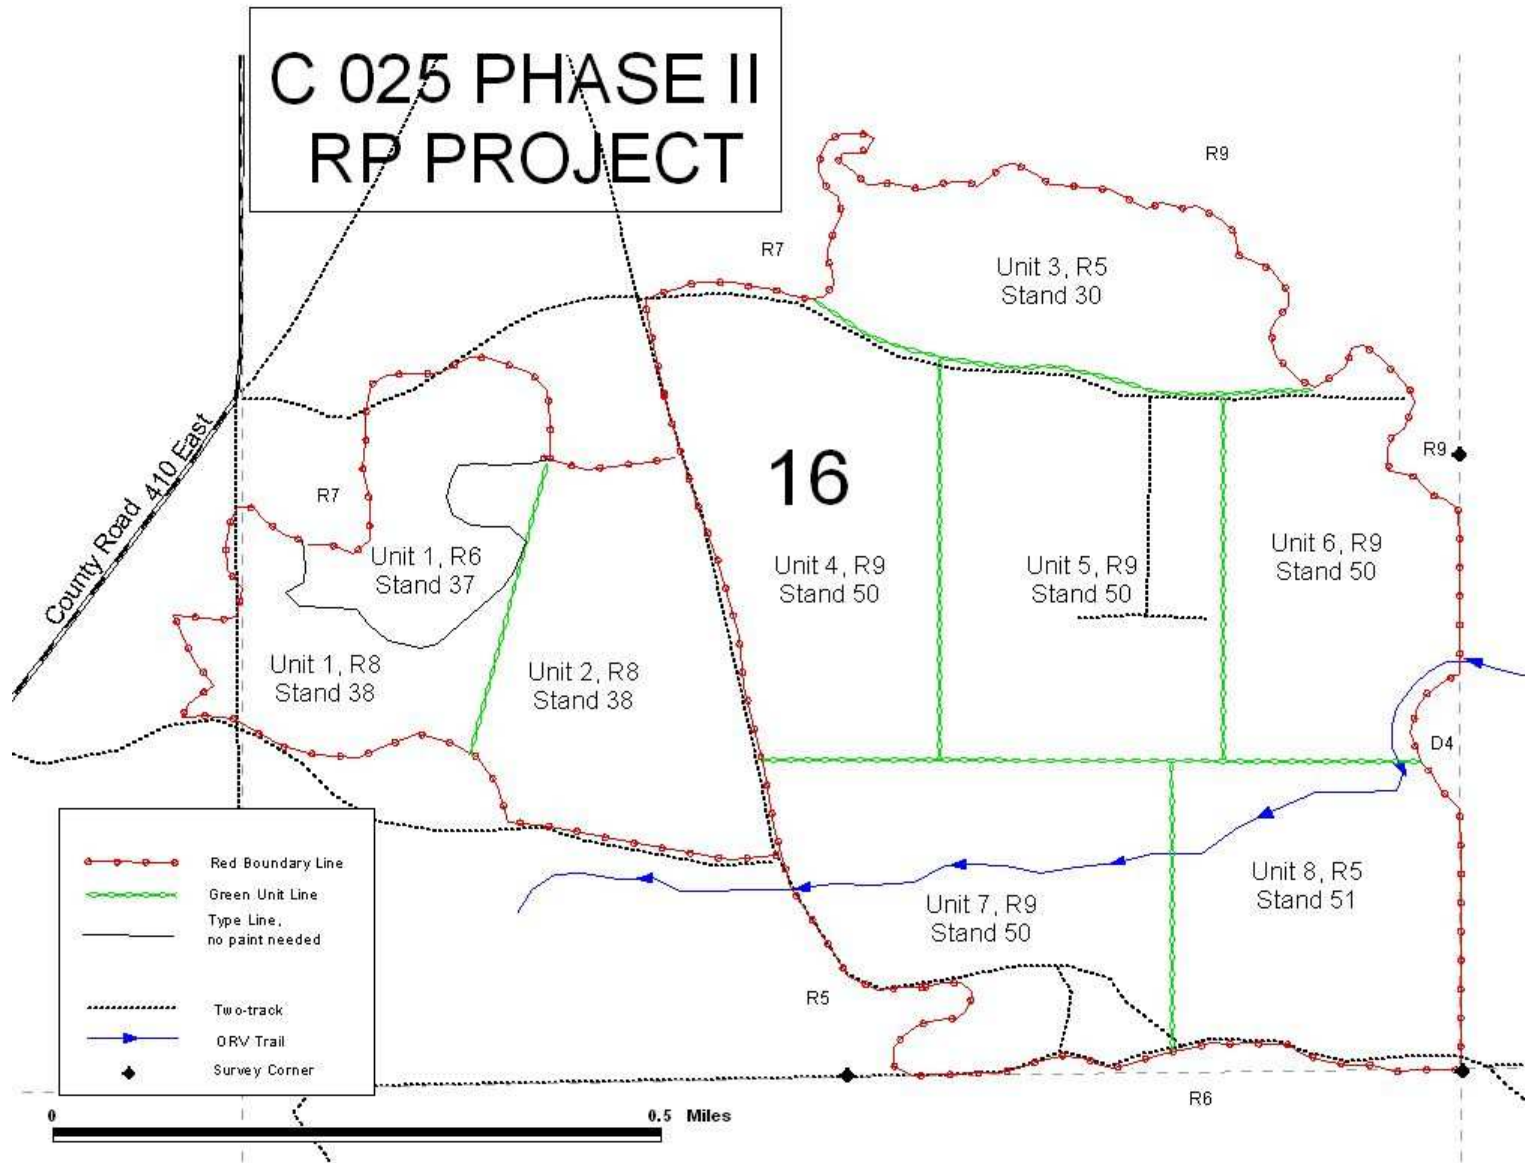 C 025 PHASE II
RP PROJECT
R9
R7
Unit 3, R5
Stand 30
County Road 410 East
R7
16
R9
Unit 1, R6
Stand 37
Unit 4, R9
Stand 50
Unit 5, R9
Stand 50
Unit 6, R9
Stand 50
Unit 1, R8
Stand 38
Unit 2, R8
Stand 38
D4
Unit 7, R9
Stand 50
Unit 8, R5
Stand 51
R5
R6
Red Boundary Line
Green Unit Line
Type Line,
no paint needed
Two-track
ORV Trail
Survey Corner
0 0.5 Miles